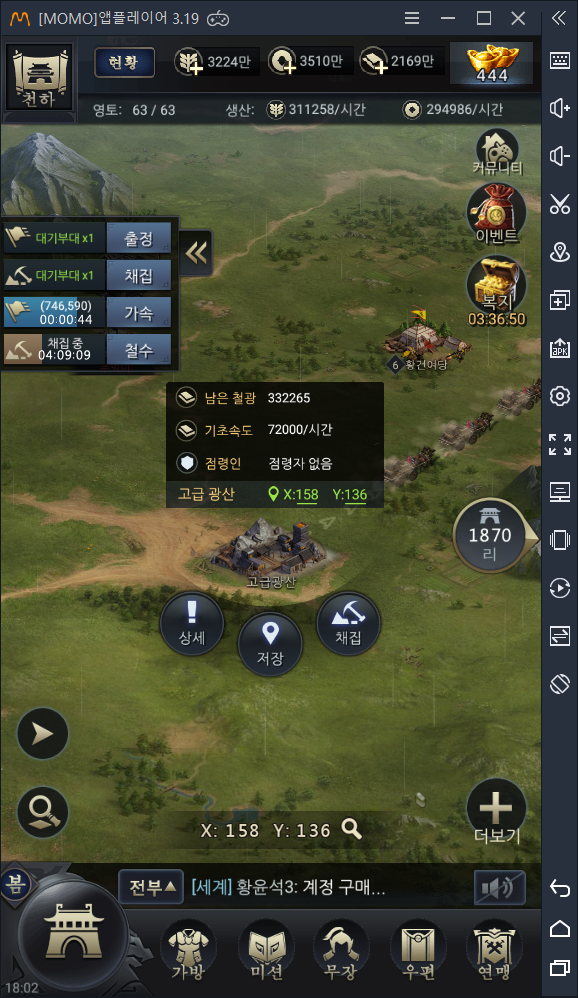 [MOMO]앱플레이어 3.19
천하
현황
3224만
3510만
2169만
444
영토: 63 / 63
생산:
311258/시간
294986/시간
커뮤니티
이벤트
복지
03:36:50
대기부대 x1
출정
대기부대 x1
채집
(746,590)
00:00:44
가속
채집 중
04:09:09
철수
6 황건여당
남은 철광 332265
기초속도 72000/시간
점령인 점령자 없음
고급 광산 X:158 Y:136
1870
리
고급광산
상세
저장
채집
X: 158 Y: 136
더보기
봄
전부
[세계] 황윤석3: 계정 구매...
가방
미션
무장
우편
연맹
18:02
APK